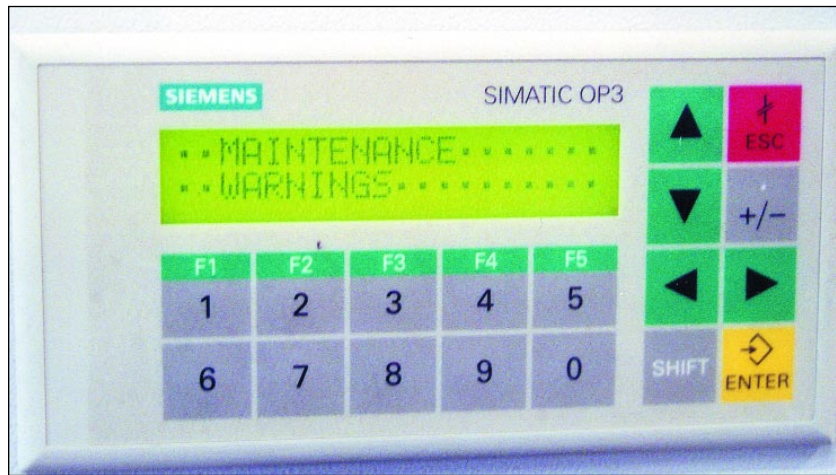 SIEMENS
SIMATIC OP3
MAINTENANCE
WARNINGS
ESC
+/-
F1 F2 F3 F4 F5
1 2 3 4 5
6 7 8 9 0
SHIFT
ENTER